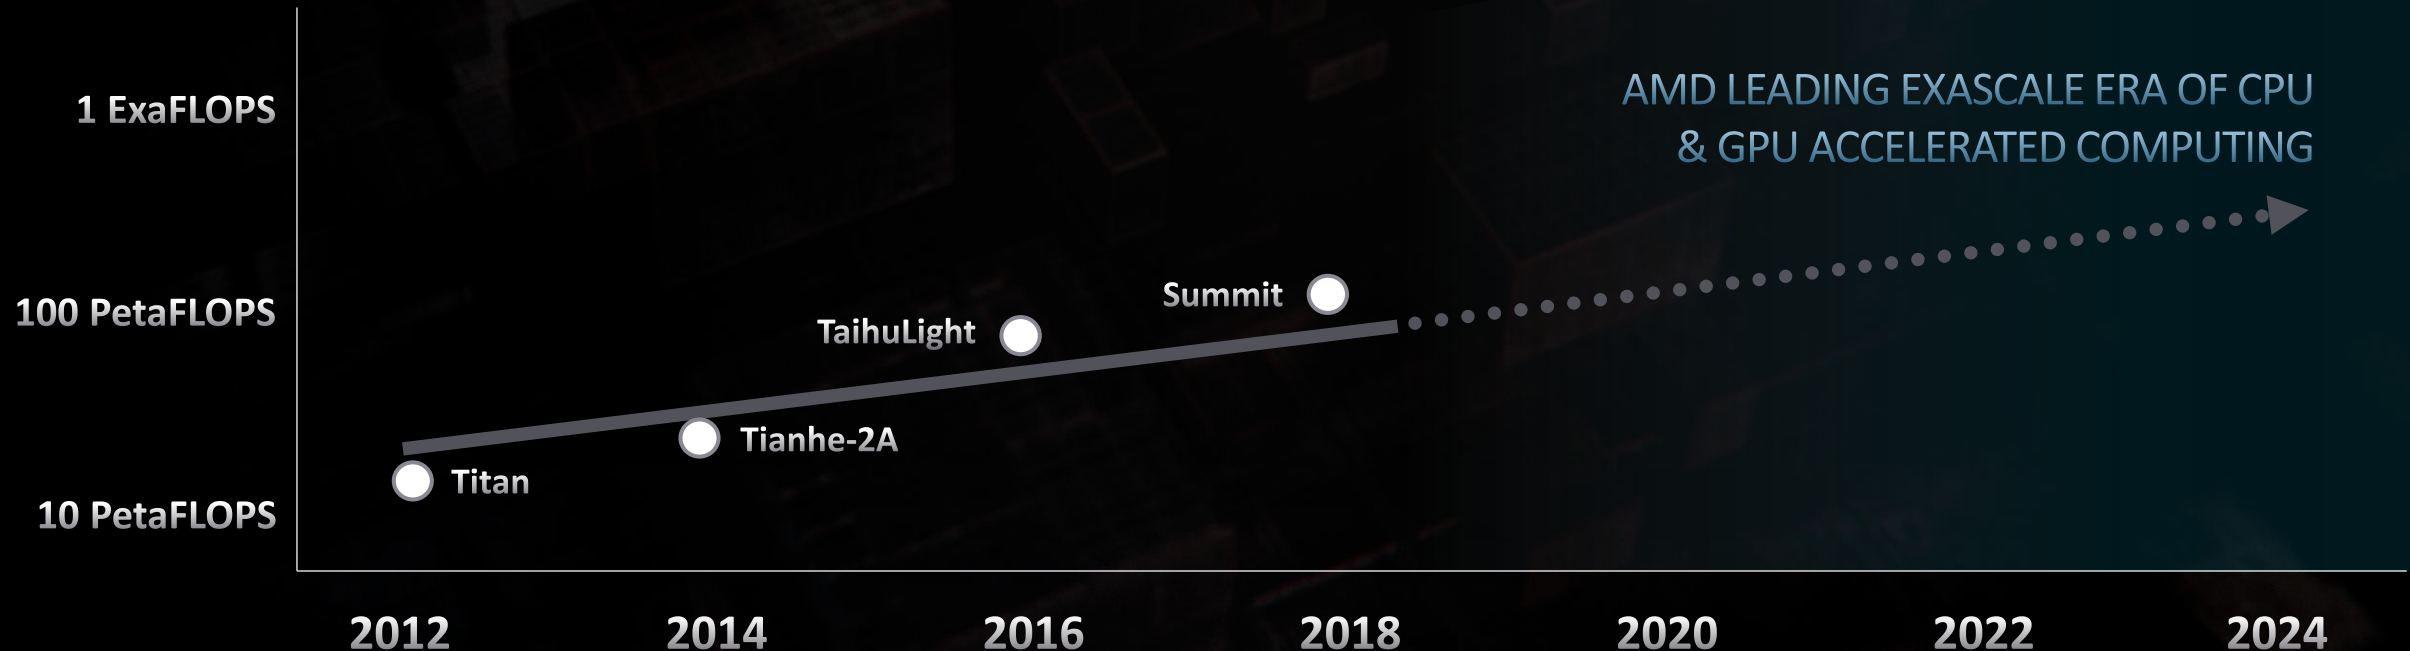 AMD LEADING EXASCALE ERA OF CPU
& GPU ACCELERATED COMPUTING
1 ExaFLOPS
100 PetaFLOPS
10 PetaFLOPS
Summit
TaihuLight
Tianhe-2A
Titan
2012
2014
2016
2018
2020
2022
2024